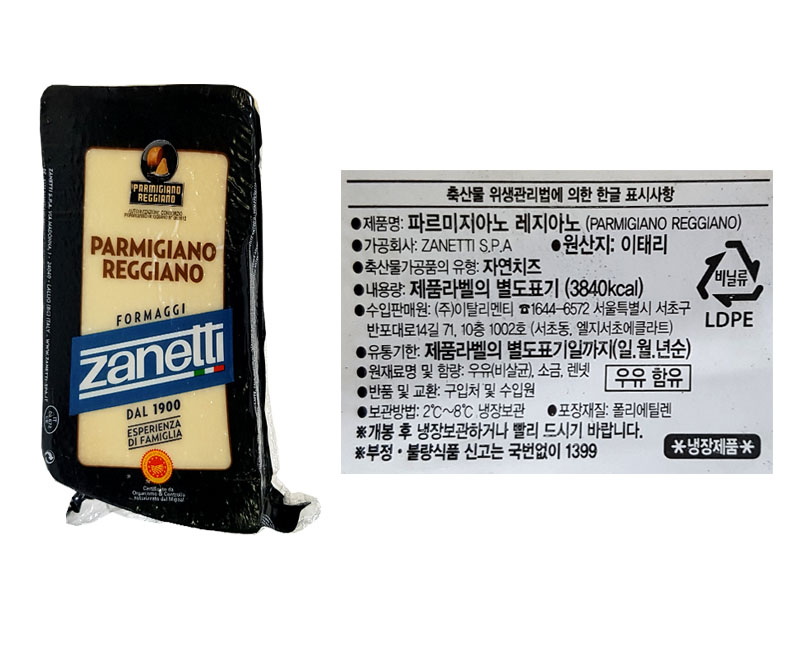 PARMIGIANO
REGGIANO
PARMIGIANO
REGGIANO
FORMAGGI
zanetti
DAL 1900
ESPERIENZA
DI FAMIGLIA
Certificato da
Organismo di Controllo
autorizzato dal Mipaaf
축산물 위생관리법에 의한 한글 표시사항
●제품명: 파르미지아노 레지아노 (PARMIGIANO REGGIANO)
●가공회사: ZANETTI S.P.A ●원산지: 이태리
●축산물가공품의 유형: 자연치즈
●내용량: 제품라벨의 별도표기 (3840kcal)
●수입판매원: (주)이탈리멘티 ☎1644-6572 서울특별시 서초구
반포대로14길 71, 10층 1002호 (서초동, 엘지서초에클라트)
●유통기한: 제품라벨의 별도표기일까지(일.월.년순)
●원재료명 및 함량: 우유(비살균), 소금, 렌넷 우유 함유
●반품 및 교환: 구입처 및 수입원
●보관방법: 2℃~8℃ 냉장보관 ●포장재질: 폴리에틸렌
※개봉 후 냉장보관하거나 빨리 드시기 바랍니다.
※부정·불량식품 신고는 국번없이 1399
비닐류
LDPE
*냉장제품*